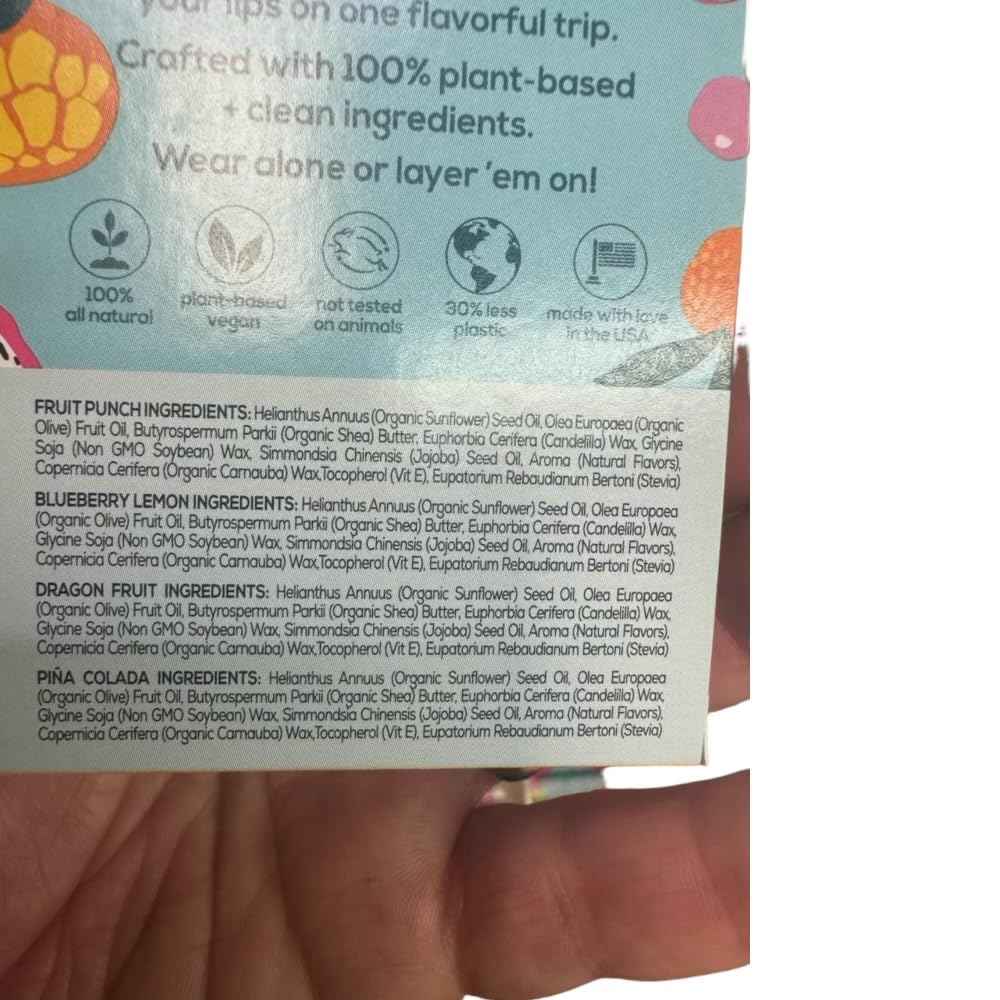 your lips on one flavorful trip.
Crafted with 100% plant-based
+ clean ingredients.
Wear alone or layer 'em on!
100%
all natural
plant-based
vegan
not tested
on animals
30% less
plastic
made with love
in the USA
FRUIT PUNCH INGREDIENTS: Helianthus Annuus (Organic Sunflower) Seed Oil, Olea Europaea (Organic
Olive) Fruit Oil, Butyrospermum Parkii (Organic Shea) Butter, Euphorbia Cerifera (Candelilla) Wax, Glycine
Soja (Non GMO Soybean) Wax, Simmondsia Chinensis (Jojoba) Seed Oil, Aroma (Natural Flavors),
Copernicia Cerifera (Organic Carnauba) Wax,Tocopherol (Vit E), Eupatorium Rebaudianum Bertoni (Stevia)
BLUEBERRY LEMON INGREDIENTS: Helianthus Annuus (Organic Sunflower) Seed Oil, Olea Europaea
(Organic Olive) Fruit Oil, Butyrospermum Parkii (Organic Shea) Butter, Euphorbia Cerifera (Candelilla) Wax,
Glycine Soja (Non GMO Soybean) Wax, Simmondsia Chinensis (Jojoba) Seed Oil, Aroma (Natural Flavors),
Copernicia Cerifera (Organic Carnauba) Wax,Tocopherol (Vit E), Eupatorium Rebaudianum Bertoni (Stevia)
DRAGON FRUIT INGREDIENTS: Helianthus Annuus (Organic Sunflower) Seed Oil, Olea Europaea
(Organic Olive) Fruit Oil, Butyrospermum Parkii (Organic Shea) Butter, Euphorbia Cerifera (Candelilla) Wax,
Glycine Soja (Non GMO Soybean) Wax, Simmondsia Chinensis (Jojoba) Seed Oil, Aroma (Natural Flavors),
Copernicia Cerifera (Organic Carnauba) Wax,Tocopherol (Vit E), Eupatorium Rebaudianum Bertoni (Stevia)
PIÑA COLADA INGREDIENTS: Helianthus Annuus (Organic Sunflower) Seed Oil, Olea Europaea
(Organic Olive) Fruit Oil, Butyrospermum Parkii (Organic Shea) Butter, Euphorbia Cerifera (Candelilla) Wax,
Glycine Soja (Non GMO Soybean) Wax, Simmondsia Chinensis (Jojoba) Seed Oil, Aroma (Natural Flavors),
Copernicia Cerifera (Organic Carnauba) Wax,Tocopherol (Vit E), Eupatorium Rebaudianum Bertoni (Stevia)